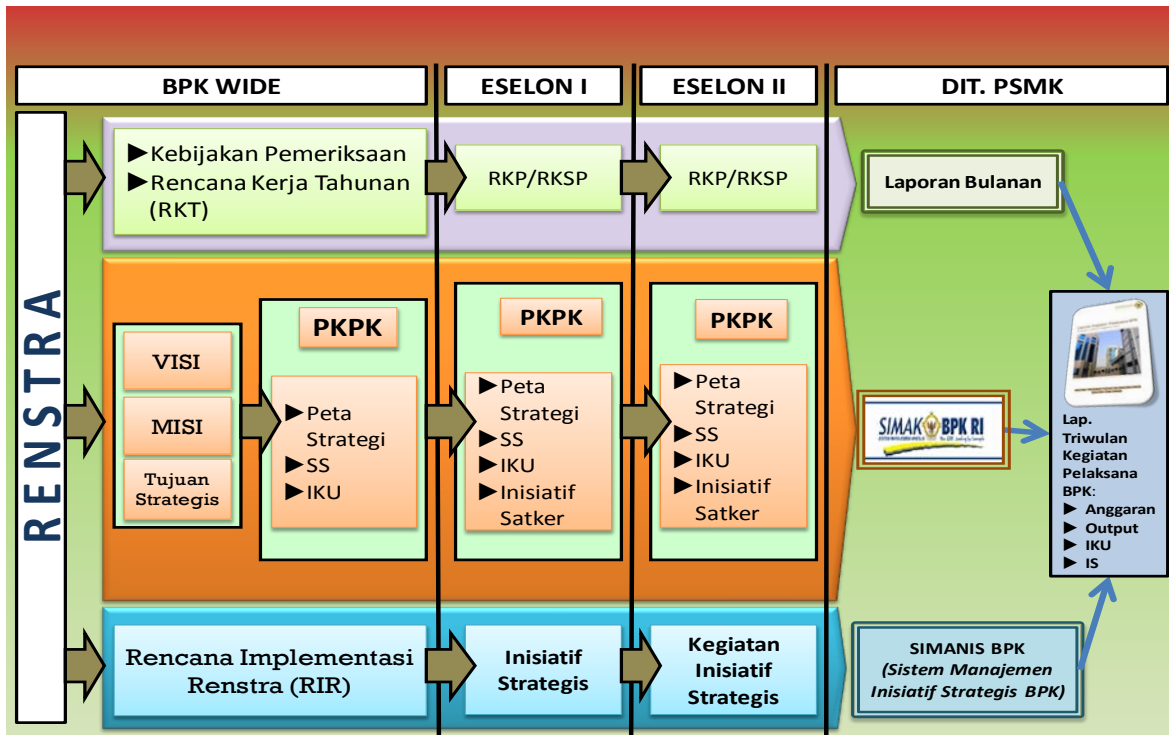 BPK WIDE
ESELON I
ESELON II
DIT. PSMK
RENSTRA
►Kebijakan Pemeriksaan
►Rencana Kerja Tahunan
(RKT)
RKP/RKSP
RKP/RKSP
Laporan Bulanan
VISI
MISI
Tujuan
Strategis
PKPK
► Peta
Strategi
► SS
► IKU
PKPK
► Peta
Strategi
► SS
► IKU
► Inisiatif
Satker
PKPK
► Peta
Strategi
► SS
► IKU
► Inisiatif
Satker
SIMAK BPK RI
Lap.
Triwulan
Kegiatan
Pelaksana
BPK:
► Anggaran
► Output
► IKU
► IS
Rencana Implementasi
Renstra (RIR)
Inisiatif
Strategis
Kegiatan
Inisiatif
Strategis
SIMANIS BPK
(Sistem Manajemen
Inisiatif Strategis BPK)